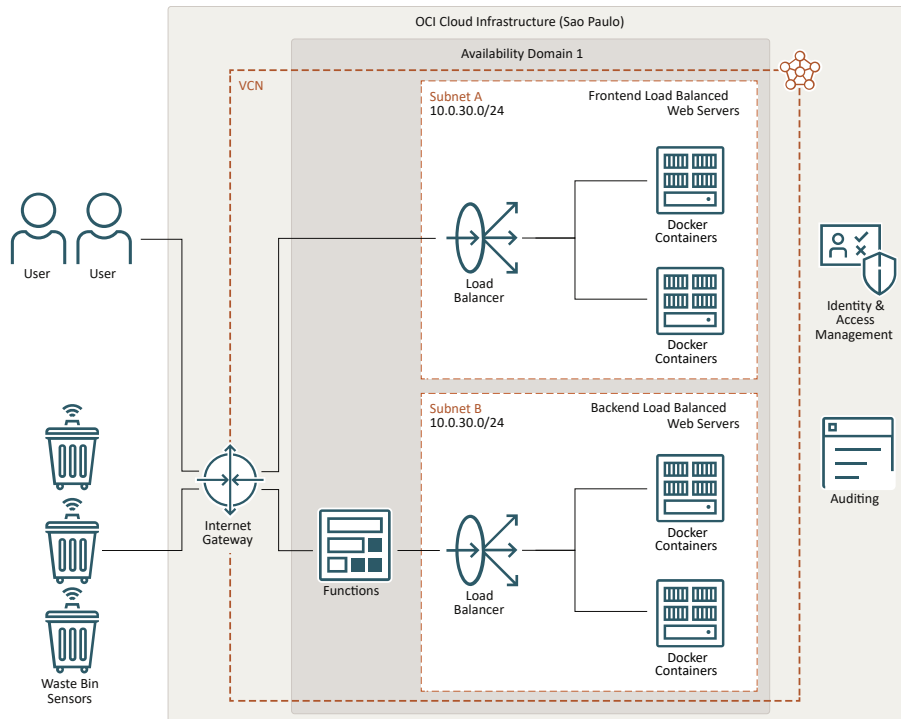 OCI Cloud Infrastructure (Sao Paulo)
Availability Domain 1
VCN
Subnet A
10.0.30.0/24
Frontend Load Balanced
Web Servers
Docker
Containers
Load
Balancer
Docker
Containers
User
User
Identity &
Access
Management
Subnet B
10.0.30.0/24
Backend Load Balanced
Web Servers
Docker
Containers
Auditing
Internet
Gateway
Functions
Load
Balancer
Docker
Containers
Waste Bin
Sensors